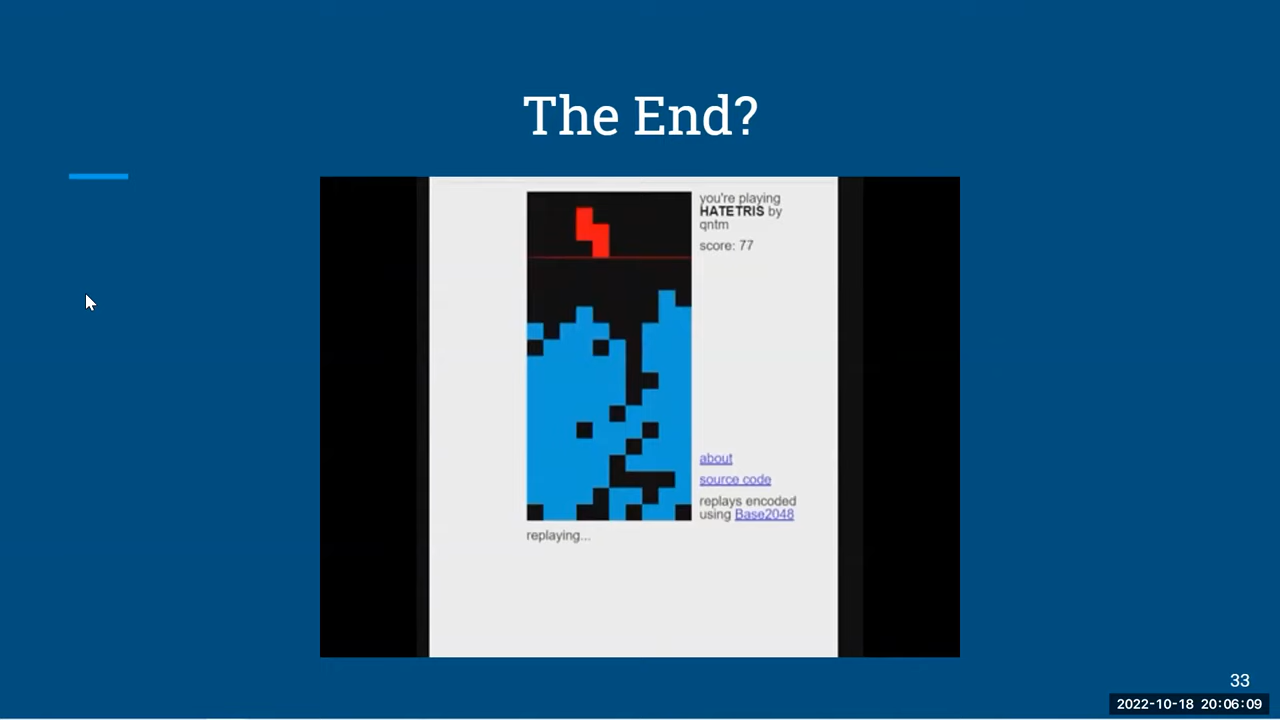 The End?
you're playing
HATETRIS by
qntm
score: 77
about
source code
replays encoded
using Base2048
replaying...
33
2022-10-18 20:06:09